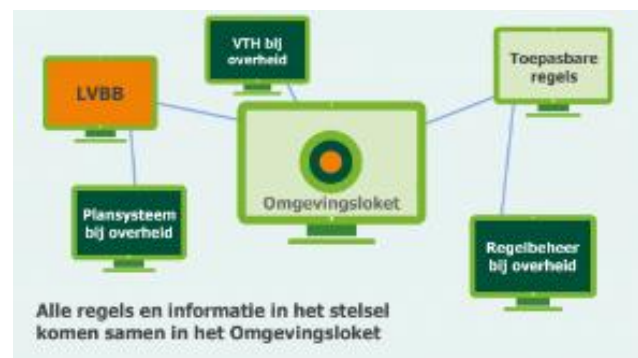 VTH bij
overheid
LVBB
Toepasbare
regels
Omgevingsloket
Plansysteem
bij overheid
Regelbeheer
bij overheid
Alle regels en informatie in het stelsel
komen samen in het Omgevingsloket